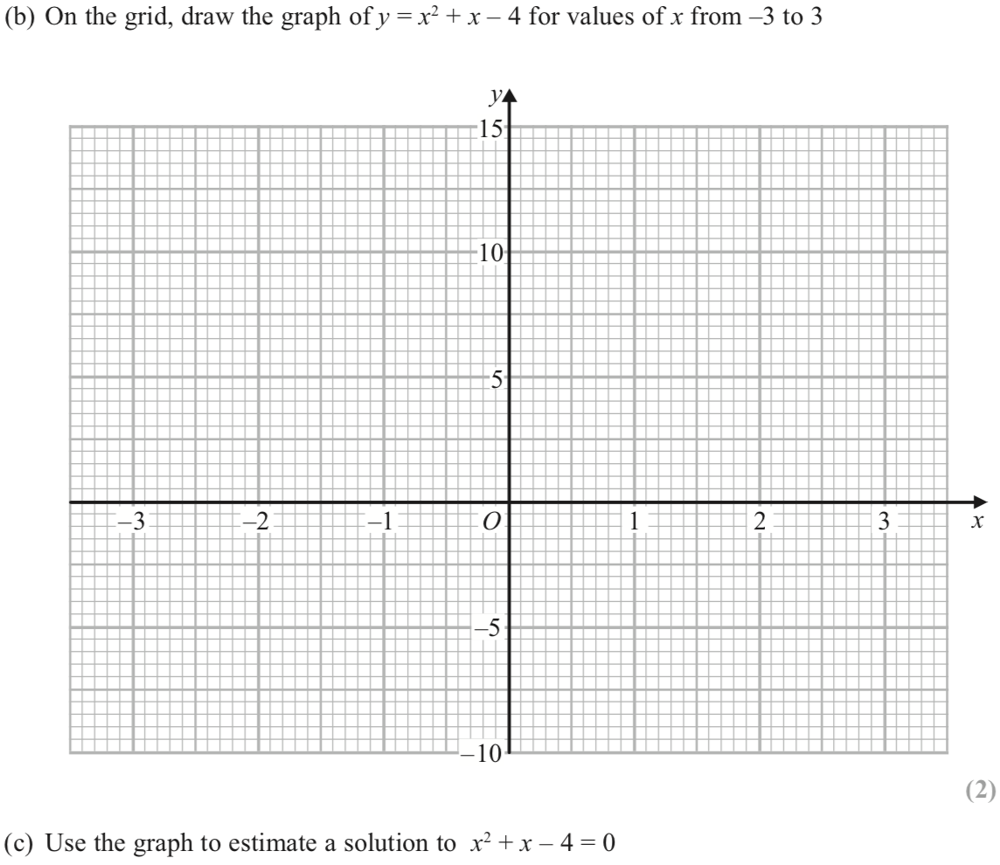 (b) On the grid, draw the graph of y = x² + x – 4 for values of x from –3 to 3
y
15
10
5
–3 –2 –1 O 1 2 3 x
–5
–10
(2)
(c) Use the graph to estimate a solution to x² + x – 4 = 0